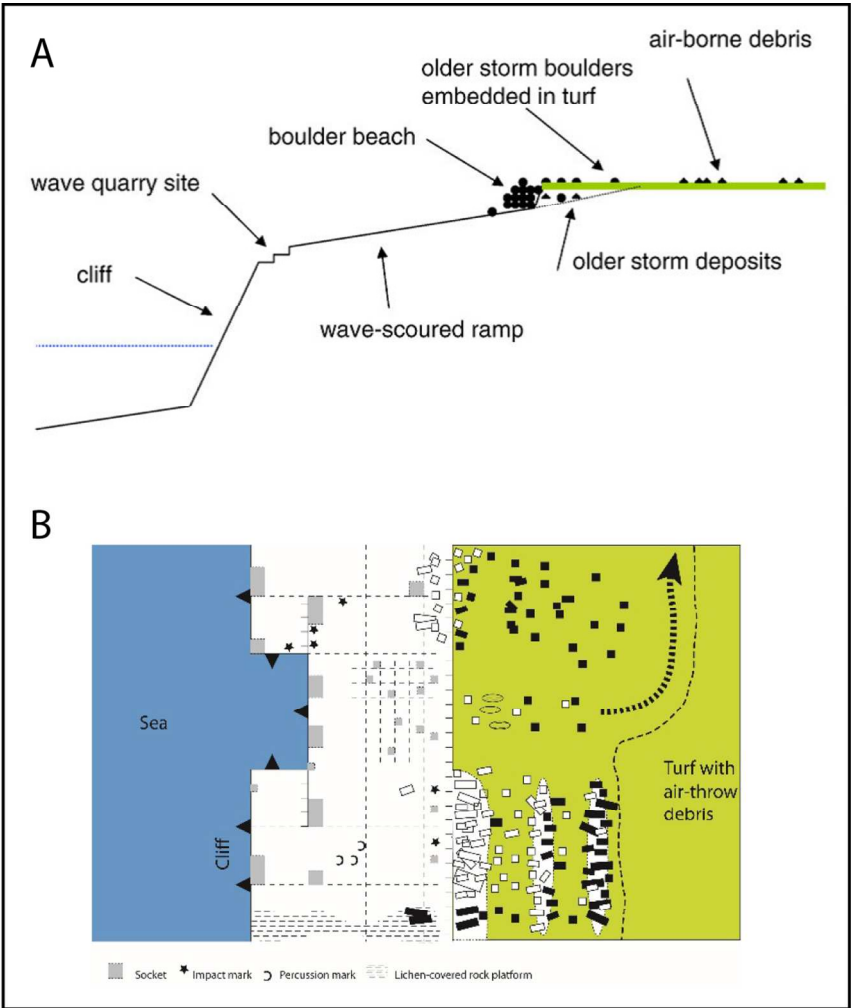 A
air-borne debris
older storm boulders
embedded in turf
boulder beach
wave quarry site
cliff
older storm deposits
wave-scoured ramp
B
Sea
Cliff
Turf with
air-throw
debris
Socket Impact mark Percussion mark Lichen-covered rock platform